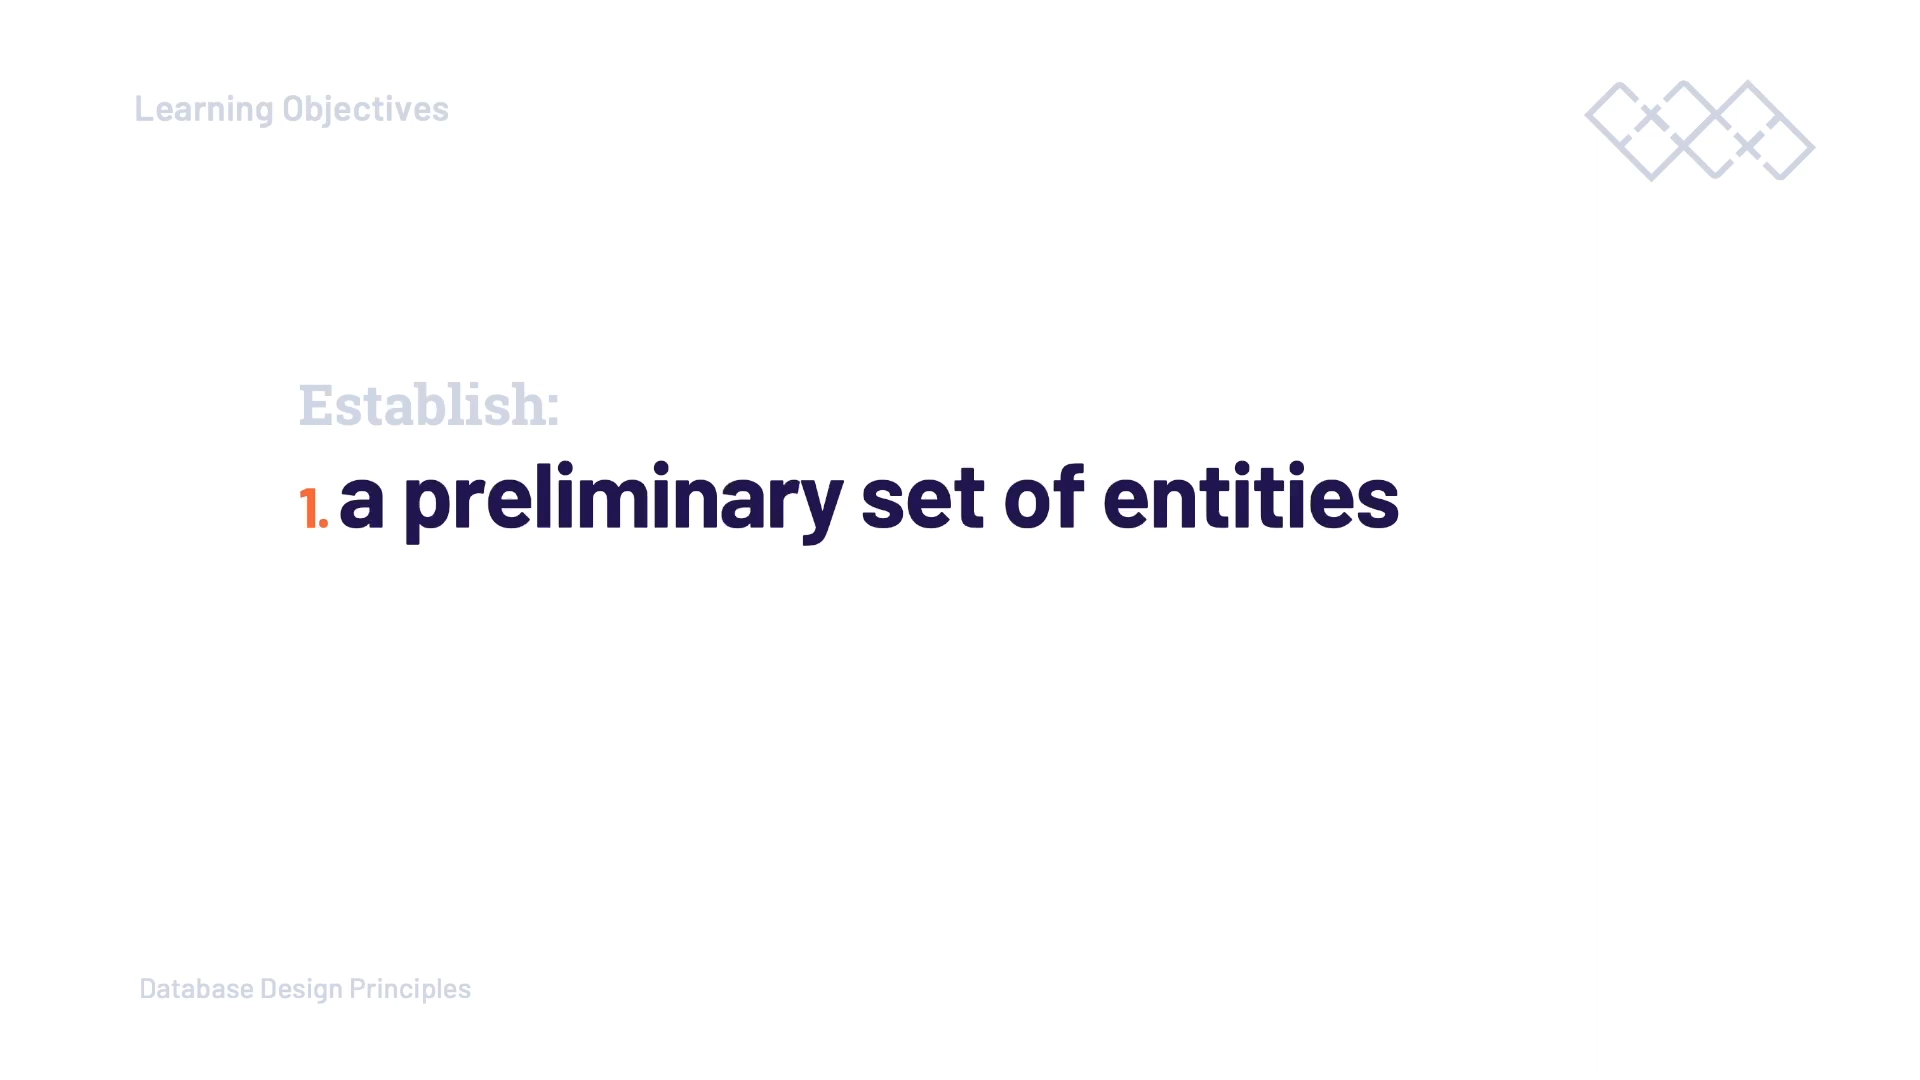 Learning Objectives
Establish:
1. a preliminary set of entities
Database Design Principles